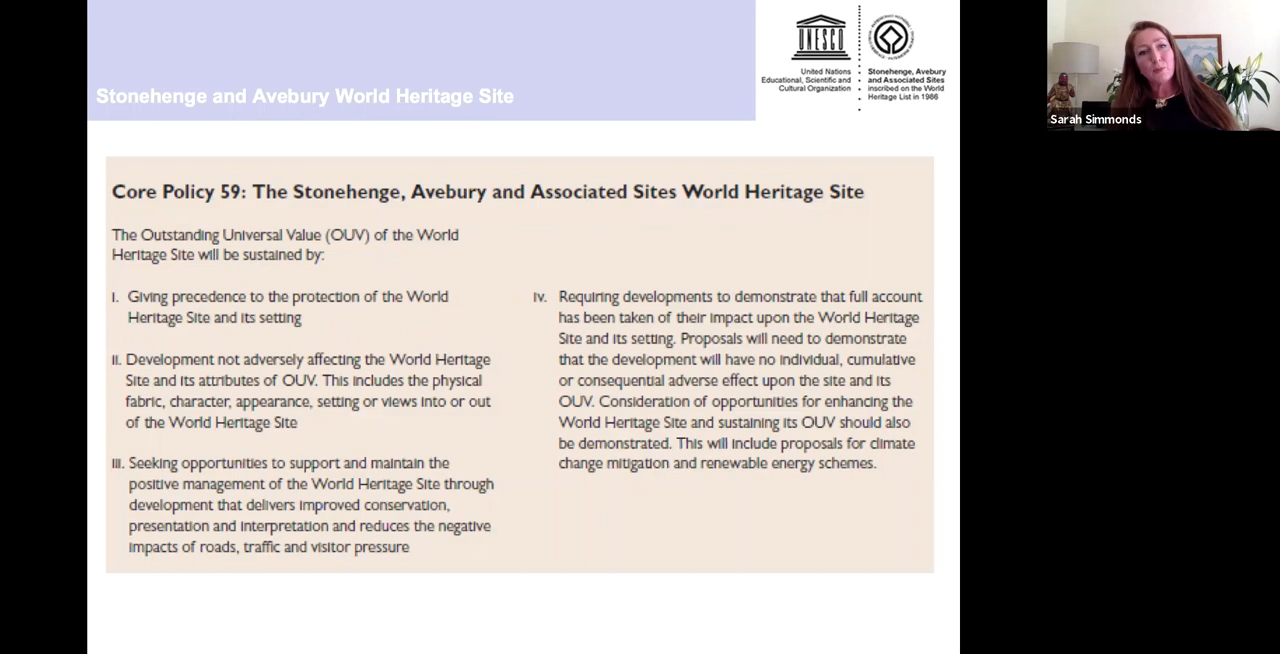 Stonehenge and Avebury World Heritage Site
UNESCO
United Nations
Educational, Scientific and
Cultural Organization
Stonehenge, Avebury
and Associated Sites
inscribed on the World
Heritage List in 1986
Sarah Simmonds
Core Policy 59: The Stonehenge, Avebury and Associated Sites World Heritage Site
The Outstanding Universal Value (OUV) of the World
Heritage Site will be sustained by:
i. Giving precedence to the protection of the World
Heritage Site and its setting
ii. Development not adversely affecting the World Heritage
Site and its attributes of OUV. This includes the physical
fabric, character, appearance, setting or views into or out
of the World Heritage Site
iii. Seeking opportunities to support and maintain the
positive management of the World Heritage Site through
development that delivers improved conservation,
presentation and interpretation and reduces the negative
impacts of roads, traffic and visitor pressure
iv. Requiring developments to demonstrate that full account
has been taken of their impact upon the World Heritage
Site and its setting. Proposals will need to demonstrate
that the development will have no individual, cumulative
or consequential adverse effect upon the site and its
OUV. Consideration of opportunities for enhancing the
World Heritage Site and sustaining its OUV should also
be demonstrated. This will include proposals for climate
change mitigation and renewable energy schemes.